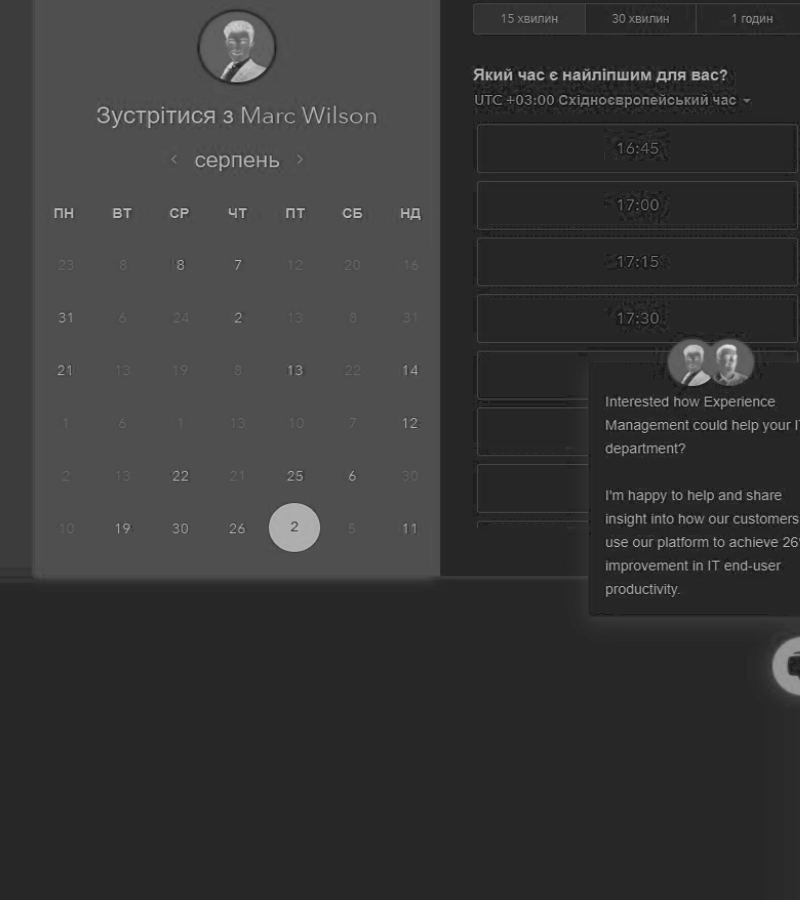 Зустрітися з Marc Wilson
серпень
ПН ВТ СР ЧТ ПТ СБ НД
23 8 8 7 12 20 16
31 6 24 2 13 8 31
21 13 19 8 13 22 14
1 6 1 13 10 7 12
2 13 22 21 25 6 30
10 19 30 26 2 5 11
15 хвилин 30 хвилин 1 годин
Який час є найліпшим для вас?
UTC +03:00 Східноєвропейський час
16:45
17:00
17:15
17:30
Interested how Experience
Management could help your IT
department?
I'm happy to help and share
insight into how our customers
use our platform to achieve 26%
improvement in IT end-user
productivity.